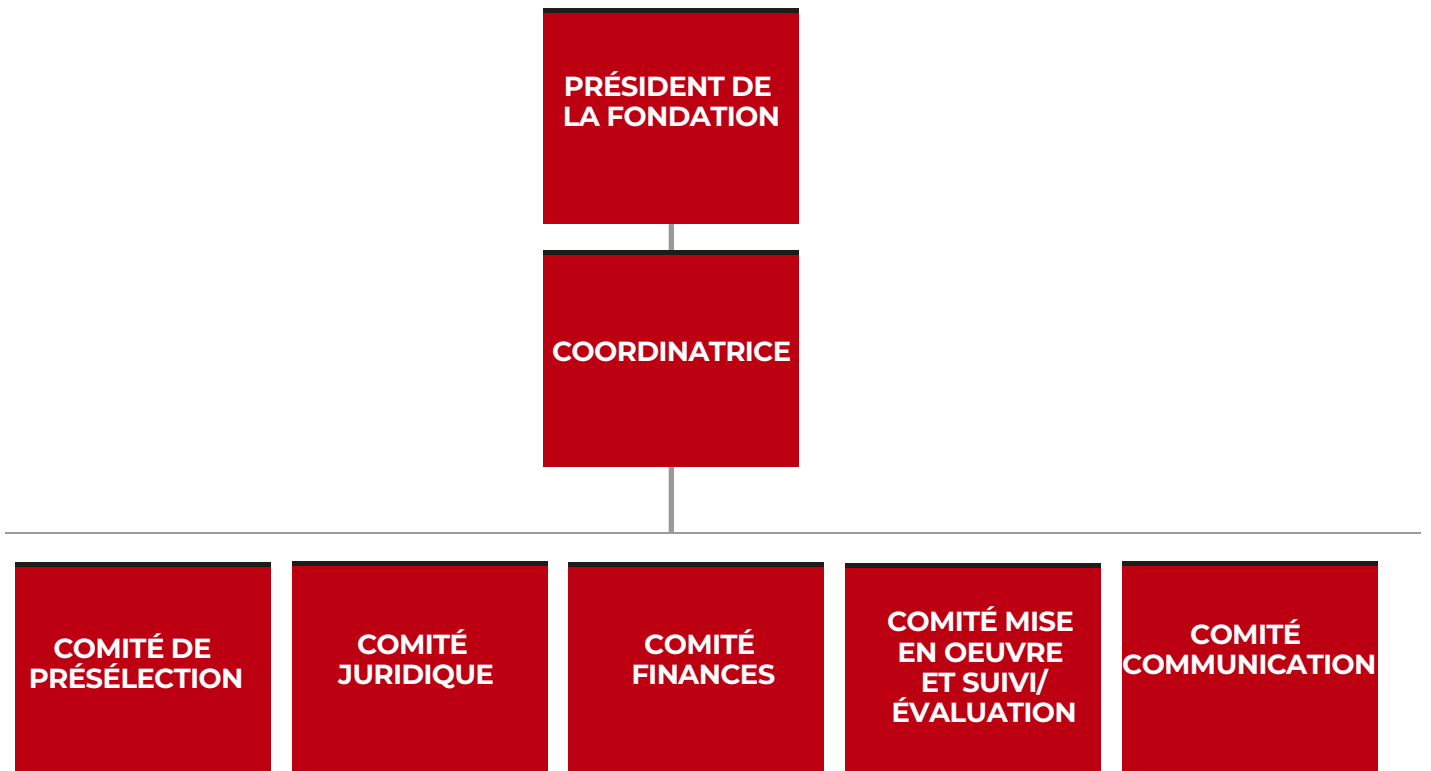 PRÉSIDENT DE
LA FONDATION
COORDINATRICE
COMITÉ DE
PRÉSÉLECTION
COMITÉ
JURIDIQUE
COMITÉ
FINANCES
COMITÉ MISE
EN OEUVRE
ET SUIVI/
ÉVALUATION
COMITÉ
COMMUNICATION